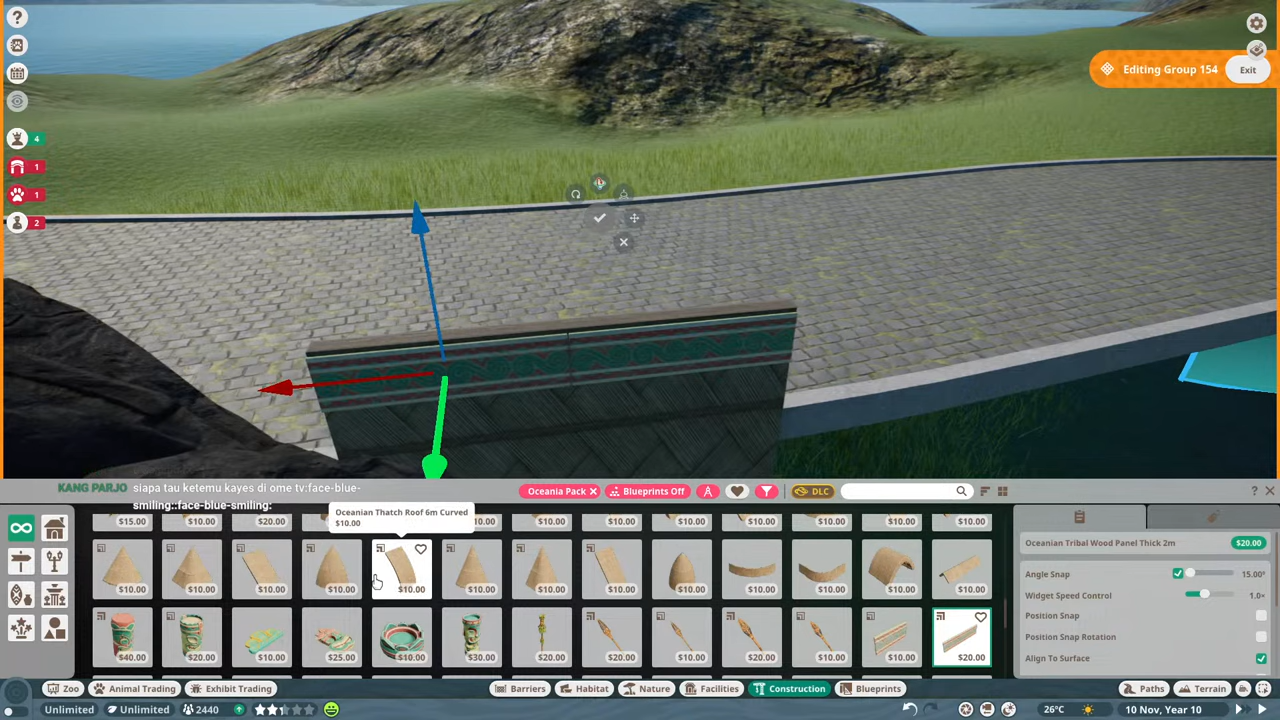 ?
Editing Group 154
Exit
4
1
1
2
KANG PARJO siapa tau ketemu kayes di ome tv:face-blue-
smiling::face-blue-smiling:
Oceania Pack ✕
Blueprints Off
DLC
?
✕
Oceanian Thatch Roof 6m Curved
$10.00
$15.00 $10.00 $20.00 $10.00 $10.00 $10.00 $10.00 $10.00 $10.00 $10.00
$10.00 $10.00 $10.00 $10.00 $10.00 $10.00 $10.00 $10.00 $10.00 $10.00 $10.00 $10.00 $10.00
$40.00 $20.00 $10.00 $25.00 $10.00 $30.00 $20.00 $20.00 $10.00 $20.00 $10.00 $10.00 $20.00
Oceanian Tribal Wood Panel Thick 2m $20.00
Angle Snap 15.00°
Widget Speed Control 1.0×
Position Snap
Position Snap Rotation
Align To Surface
Zoo Animal Trading Exhibit Trading Barriers Habitat Nature Facilities Construction Blueprints Paths Terrain
Unlimited Unlimited 2440 26°C 10 Nov, Year 10